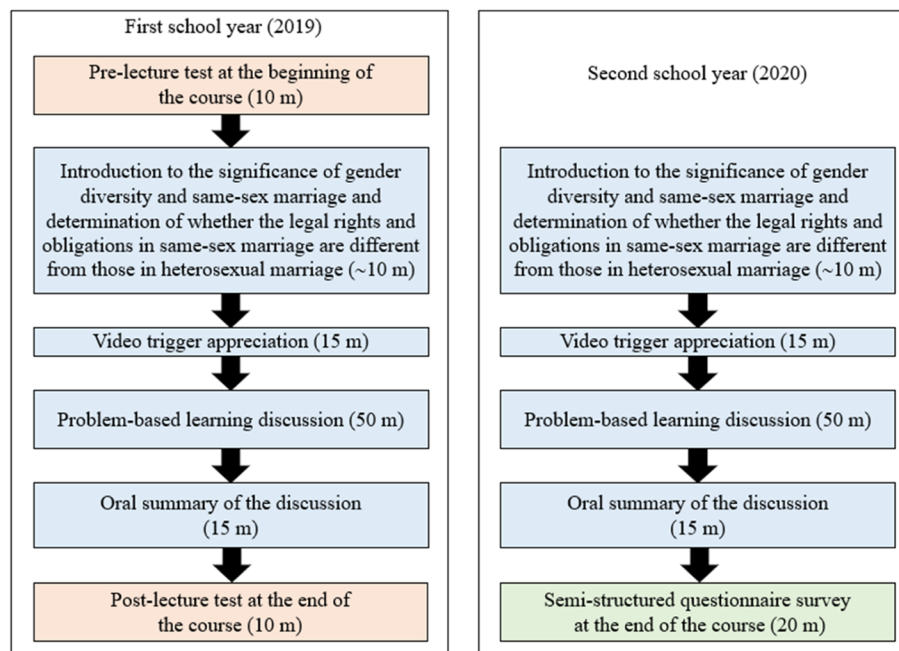 First school year (2019)
Pre-lecture test at the beginning of
the course (10 m)
Introduction to the significance of gender
diversity and same-sex marriage and
determination of whether the legal rights and
obligations in same-sex marriage are different
from those in heterosexual marriage (~10 m)
Video trigger appreciation (15 m)
Problem-based learning discussion (50 m)
Oral summary of the discussion
(15 m)
Post-lecture test at the end of
the course (10 m)
Second school year (2020)
Introduction to the significance of gender
diversity and same-sex marriage and
determination of whether the legal rights and
obligations in same-sex marriage are different
from those in heterosexual marriage (~10 m)
Video trigger appreciation (15 m)
Problem-based learning discussion (50 m)
Oral summary of the discussion
(15 m)
Semi-structured questionnaire survey
at the end of the course (20 m)